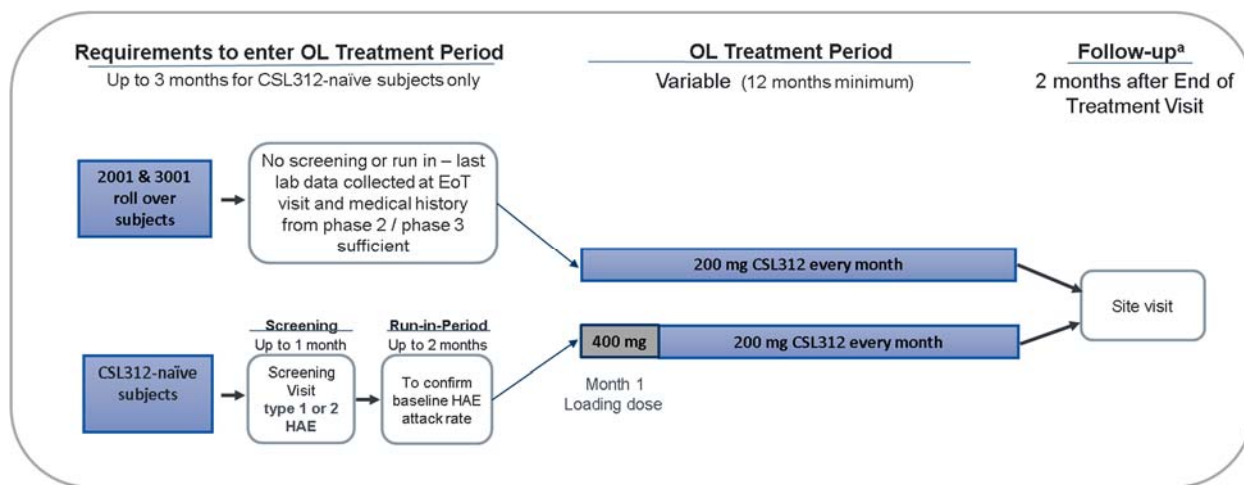 Requirements to enter OL Treatment Period
Up to 3 months for CSL312-naïve subjects only
OL Treatment Period
Variable (12 months minimum)
Follow-upᵃ
2 months after End of
Treatment Visit
2001 & 3001
roll over
subjects
No screening or run in – last
lab data collected at EoT
visit and medical history
from phase 2 / phase 3
sufficient
200 mg CSL312 every month
Site visit
CSL312-naïve
subjects
Screening
Up to 1 month
Screening
Visit
type 1 or 2
HAE
Run-in-Period
Up to 2 months
To confirm
baseline HAE
attack rate
400 mg
200 mg CSL312 every month
Month 1
Loading dose